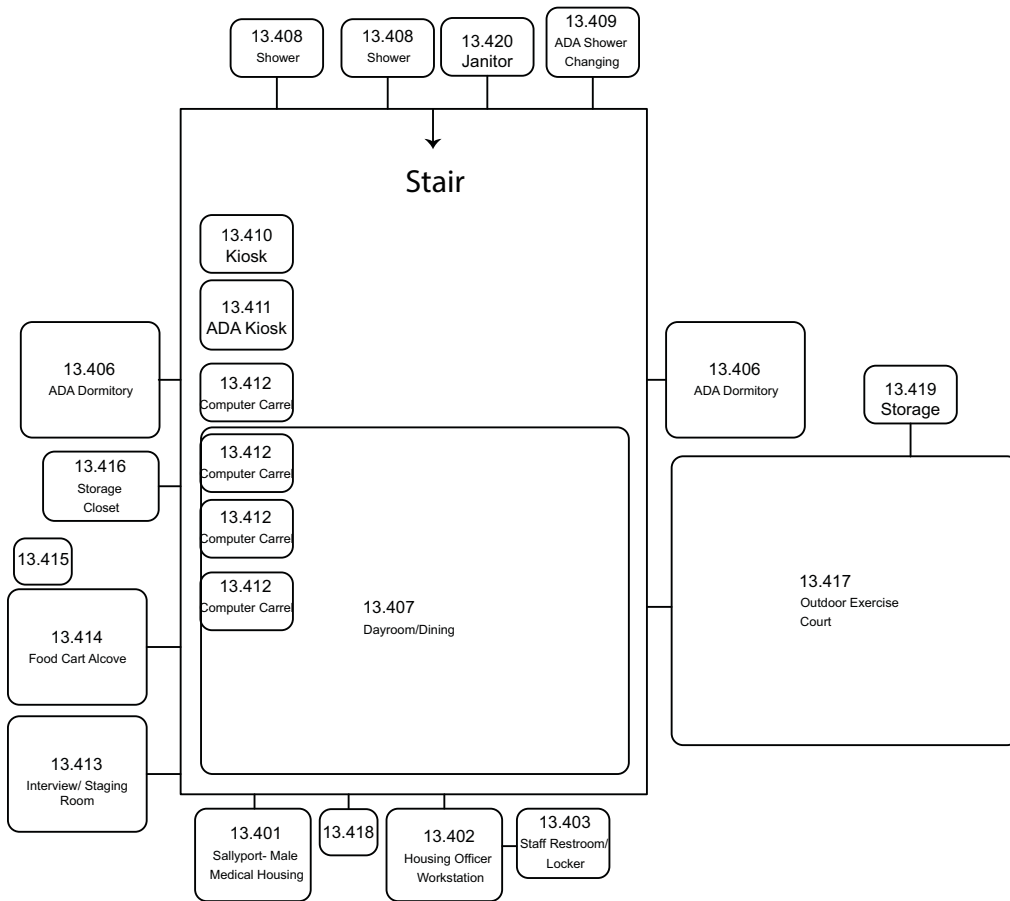 13.408
Shower
13.408
Shower
13.420
Janitor
13.409
ADA Shower
Changing
Stair
13.410
Kiosk
13.411
ADA Kiosk
13.406
ADA Dormitory
13.412
Computer Carrel
13.406
ADA Dormitory
13.419
Storage
13.416
Storage
Closet
13.412
Computer Carrel
13.412
Computer Carrel
13.415
13.412
Computer Carrel
13.407
Dayroom/Dining
13.417
Outdoor Exercise
Court
13.414
Food Cart Alcove
13.413
Interview/ Staging
Room
13.401
Sallyport- Male
Medical Housing
13.418
13.402
Housing Officer
Workstation
13.403
Staff Restroom/
Locker